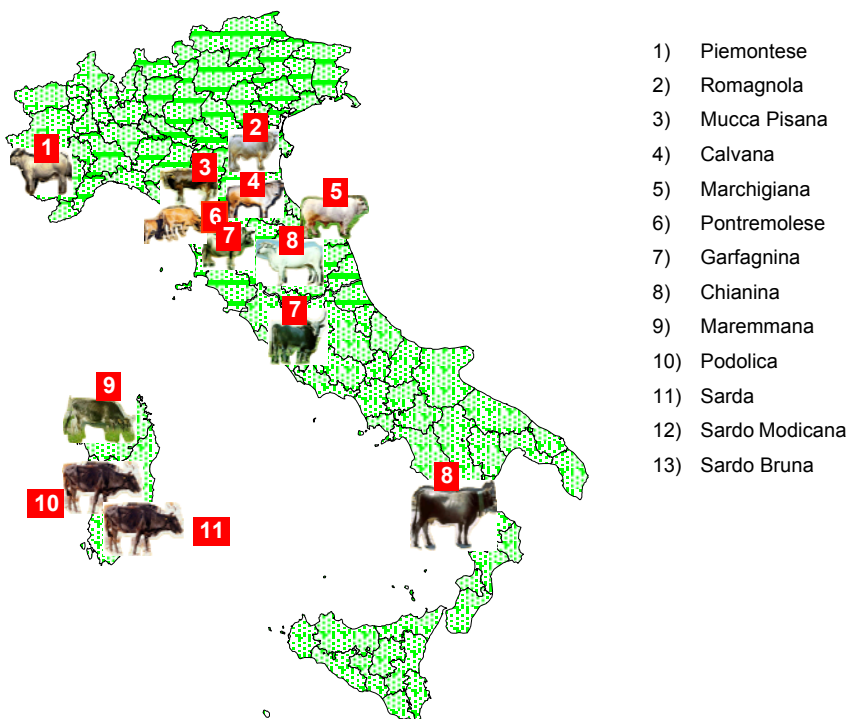 1
2
3
4
5
6
7
8
7
9
10
11
8
1) Piemontese
2) Romagnola
3) Mucca Pisana
4) Calvana
5) Marchigiana
6) Pontremolese
7) Garfagnina
8) Chianina
9) Maremmana
10) Podolica
11) Sarda
12) Sardo Modicana
13) Sardo Bruna